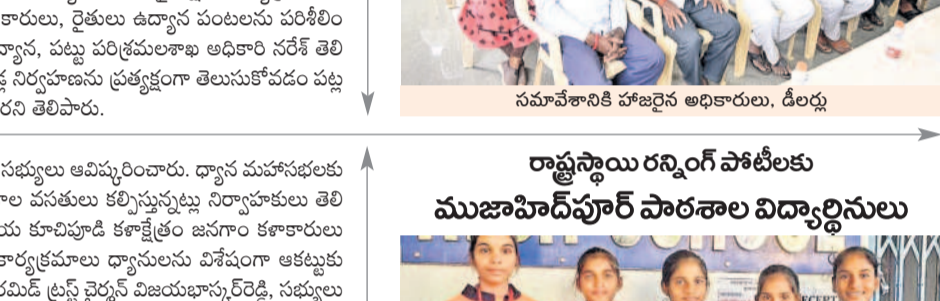 కారులు, రైతులు ఉద్యాన పంటలను పరిశీలిం
ద్యాన, పట్టు పరిశ్రమలశాఖ అధికారి నరేశ్ తెలి
నిర్వహణను ప్రత్యక్షంగా తెలుసుకోవడం పట్ల
రని తెలిపారు.
సమావేశానికి హాజరైన అధికారులు, డీలర్లు
సభ్యులు ఆవిష్కరించారు. ధ్యాన మహాసభలకు
ాల వసతులు కల్పిస్తున్నట్లు నిర్వాహకులు తెలి
య కూచిపూడి కళాక్షేత్రం జనగాం కళాకారులు
కార్యక్రమాలు ధ్యానులను విశేషంగా ఆకట్టుకు
రమిడ్ ట్రస్ట్ చైర్మన్ విజయభాస్కర్‌రెడ్డి, సభ్యులు
రాష్ట్రస్థాయి రన్నింగ్ పోటీలకు
ముజాహిద్‌పూర్ పాఠశాల విద్యార్థినులు
SCHOOL